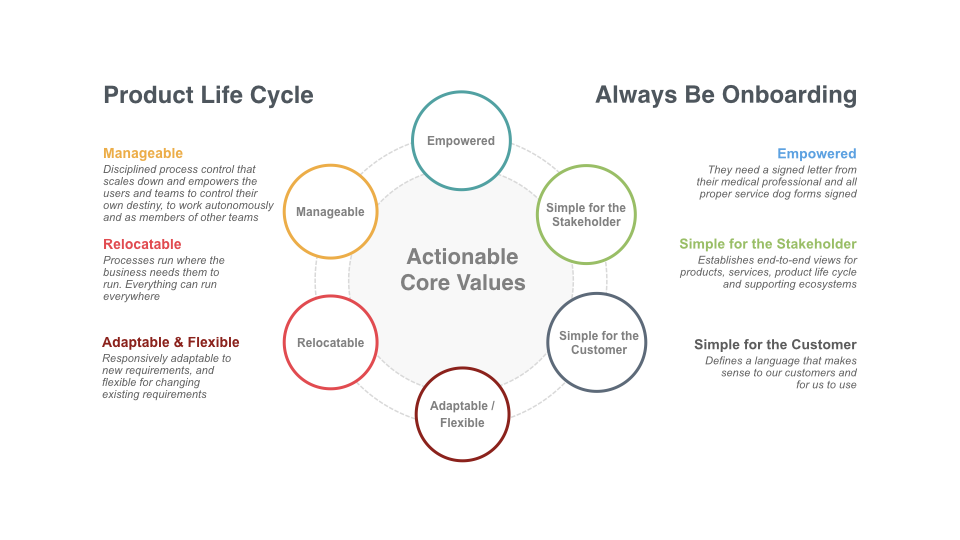 Product Life Cycle
Manageable
Disciplined process control that
scales down and empowers the
users and teams to control their
own destiny, to work autonomously
and as members of other teams
Relocatable
Processes run where the
business needs them to
run. Everything can run
everywhere
Adaptable & Flexible
Responsively adaptable to
new requirements, and
flexible for changing
existing requirements
Empowered
Manageable
Simple for the
Stakeholder
Actionable
Core Values
Relocatable
Simple for the
Customer
Adaptable /
Flexible
Always Be Onboarding
Empowered
They need a signed letter from
their medical professional and all
proper service dog forms signed
Simple for the Stakeholder
Establishes end-to-end views for
products, services, product life cycle
and supporting ecosystems
Simple for the Customer
Defines a language that makes
sense to our customers and
for us to use